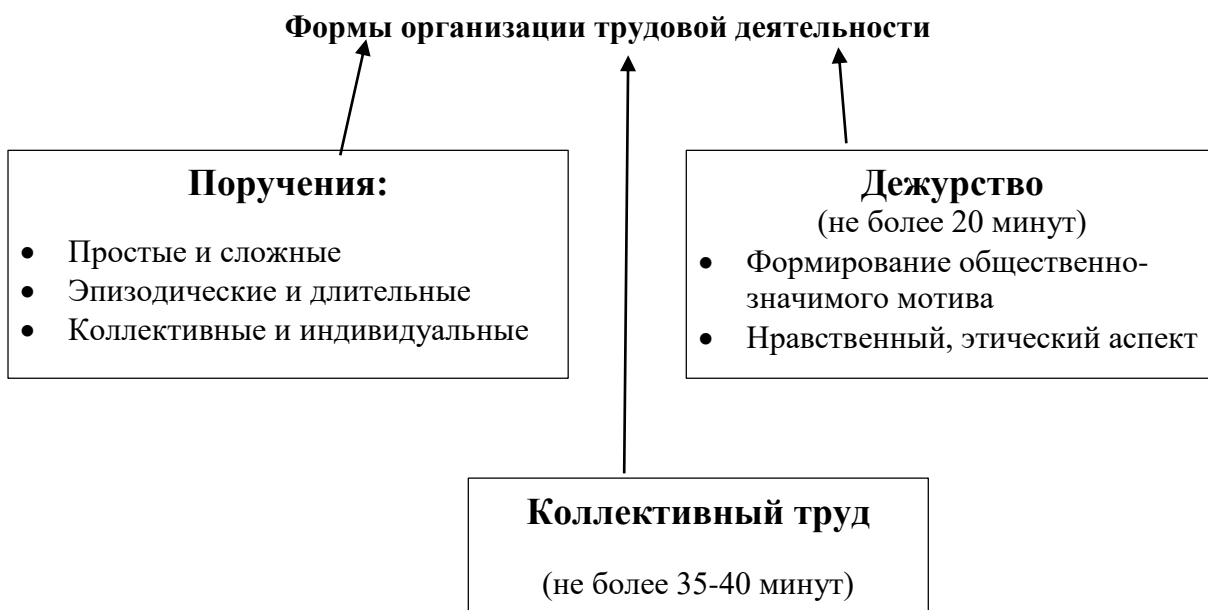 Формы организации трудовой деятельности
Поручения:
• Простые и сложные
• Эпизодические и длительные
• Коллективные и индивидуальные
Дежурство
(не более 20 минут)
• Формирование общественно-
значимого мотива
• Нравственный, этический аспект
Коллективный труд
(не более 35-40 минут)